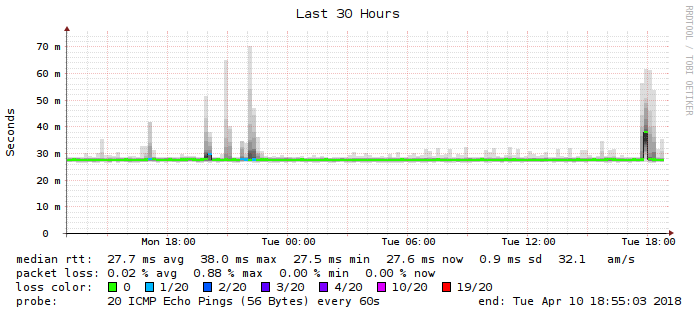 Last 30 Hours
RRDTOOL / TOBI OETIKER
Seconds
70 m
60 m
50 m
40 m
30 m
20 m
10 m
0
Mon 18:00 Tue 00:00 Tue 06:00 Tue 12:00 Tue 18:00
median rtt: 27.7 ms avg 38.0 ms max 27.5 ms min 27.6 ms now 0.9 ms sd 32.1 am/s
packet loss: 0.02 % avg 0.88 % max 0.00 % min 0.00 % now
loss color: 0 1/20 2/20 3/20 4/20 10/20 19/20
probe: 20 ICMP Echo Pings (56 Bytes) every 60s end: Tue Apr 10 18:55:03 2018